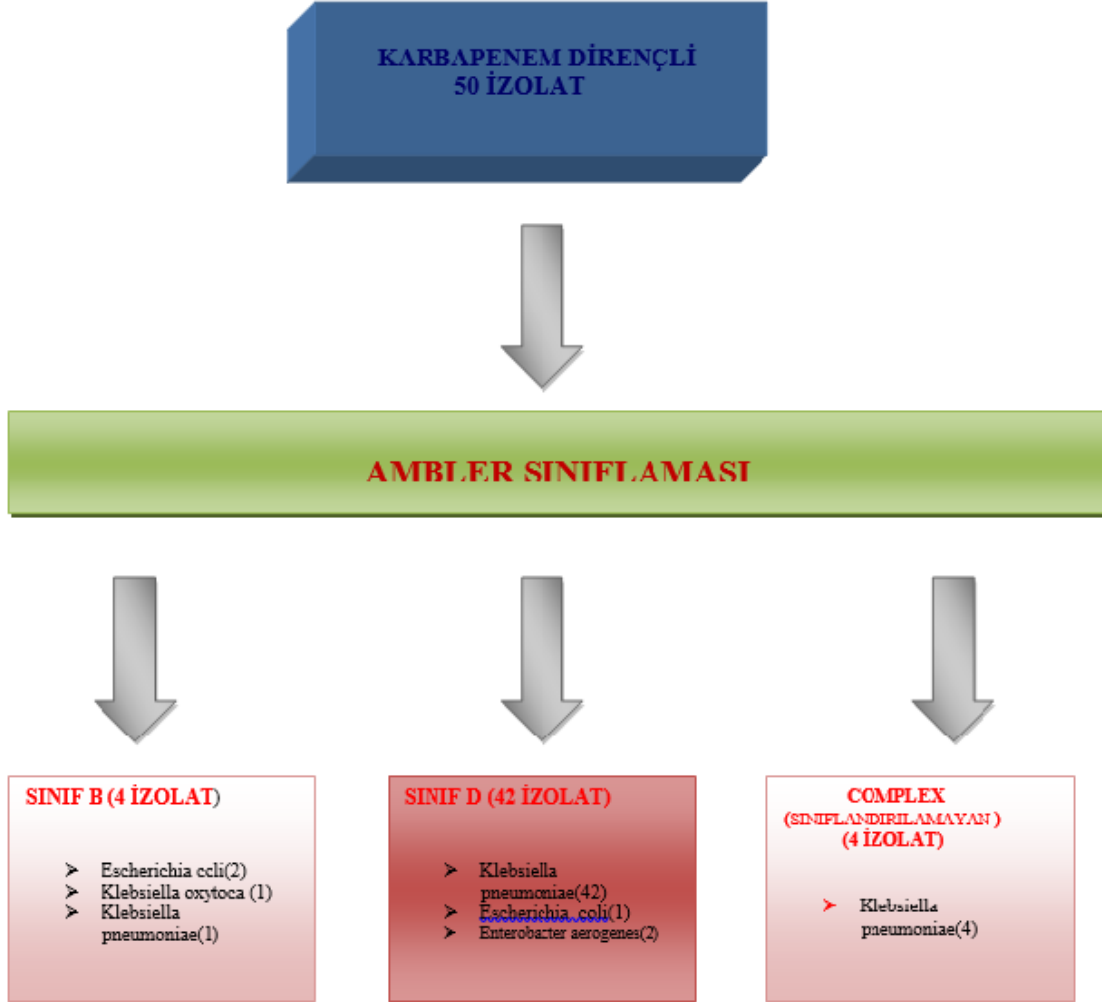 KARBAPENEM DİRENÇLİ
50 İZOLAT
AMBLER SINIFLAMASI
SINIF B (4 İZOLAT)
➤ Escherichia coli(2)
➤ Klebsiella oxytoca (1)
➤ Klebsiella
pneumoniae(1)
SINIF D (42 İZOLAT)
➤ Klebsiella
pneumoniae(42)
➤ Escherichia coli(1)
➤ Enterobacter aerogenes(2)
COMPLEX
(SINIFLANDIRILAMAYAN )
(4 İZOLAT)
➤ Klebsiella
pneumoniae(4)